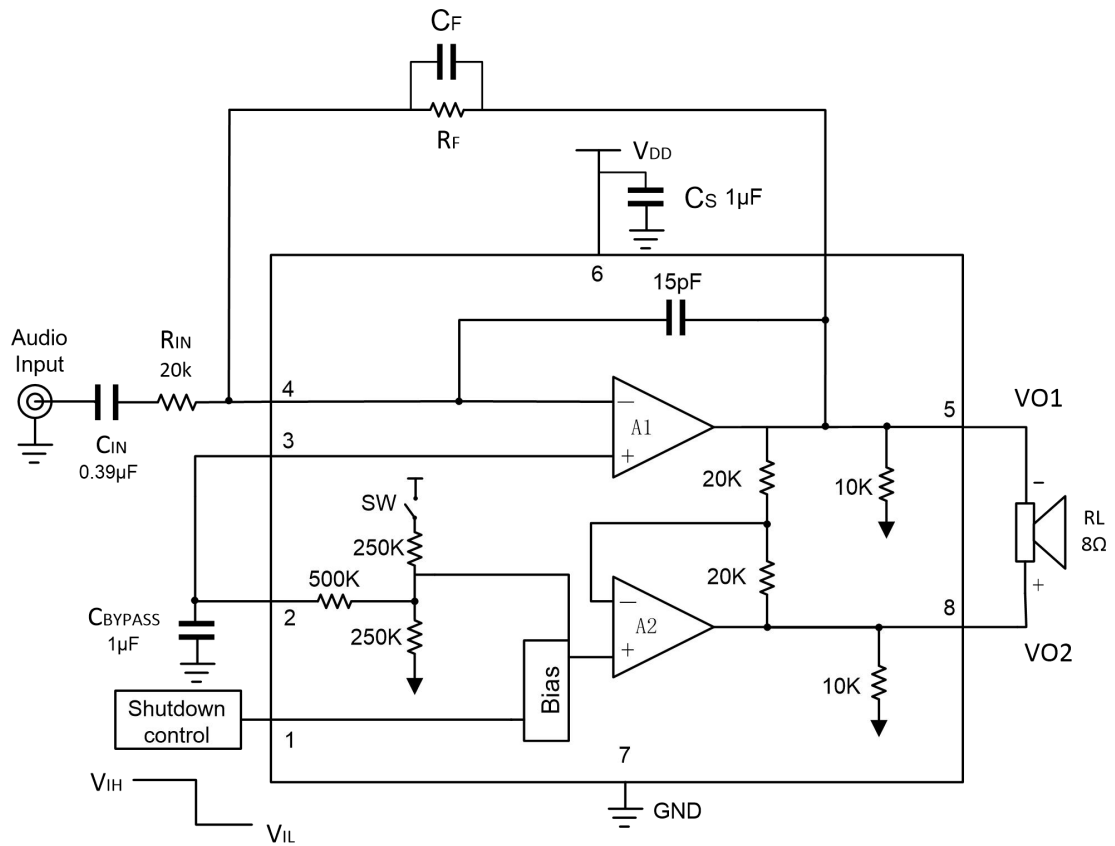 CF
RF
VDD
CS 1µF
6
15pF
Audio
Input
RIN
20k
4
CIN
0.39µF
3
A1
−
+
5
VO1
20K
10K
SW
250K
500K
2
250K
CBYPASS
1µF
−
RL
8Ω
+
20K
8
A2
−
+
VO2
10K
Bias
Shutdown
control
1
7
GND
VIH
VIL